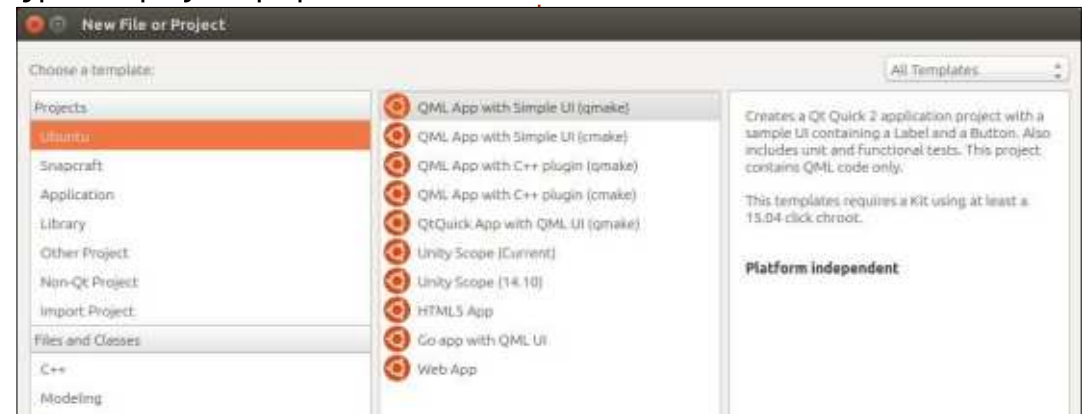 New File or Project
Choose a template:
All Templates
Projects
Ubuntu
Snapcraft
Application
Library
Other Project
Non-Qt Project
Import Project
Files and Classes
C++
Modeling
QML App with Simple UI (qmake)
QML App with Simple UI (cmake)
QML App with C++ plugin (qmake)
QML App with C++ plugin (cmake)
QtQuick App with QML UI (qmake)
Unity Scope (Current)
Unity Scope (14.10)
HTML5 App
Go app with QML UI
Web App
Creates a Qt Quick 2 application project with a
sample UI containing a Label and a Button. Also
includes unit and functional tests. This project
contains QML code only.
This templates requires a Kit using at least a
15.04 click chroot.
Platform independent